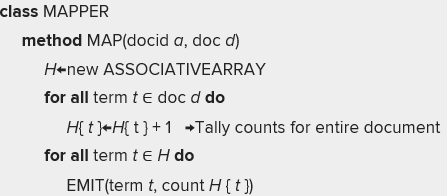 class MAPPER
method MAP(docid a, doc d)
H←new ASSOCIATIVEARRAY
for all term t ∈ doc d do
H{ t }←H{ t } + 1 →Tally counts for entire document
for all term t ∈ H do
EMIT(term t, count H { t })